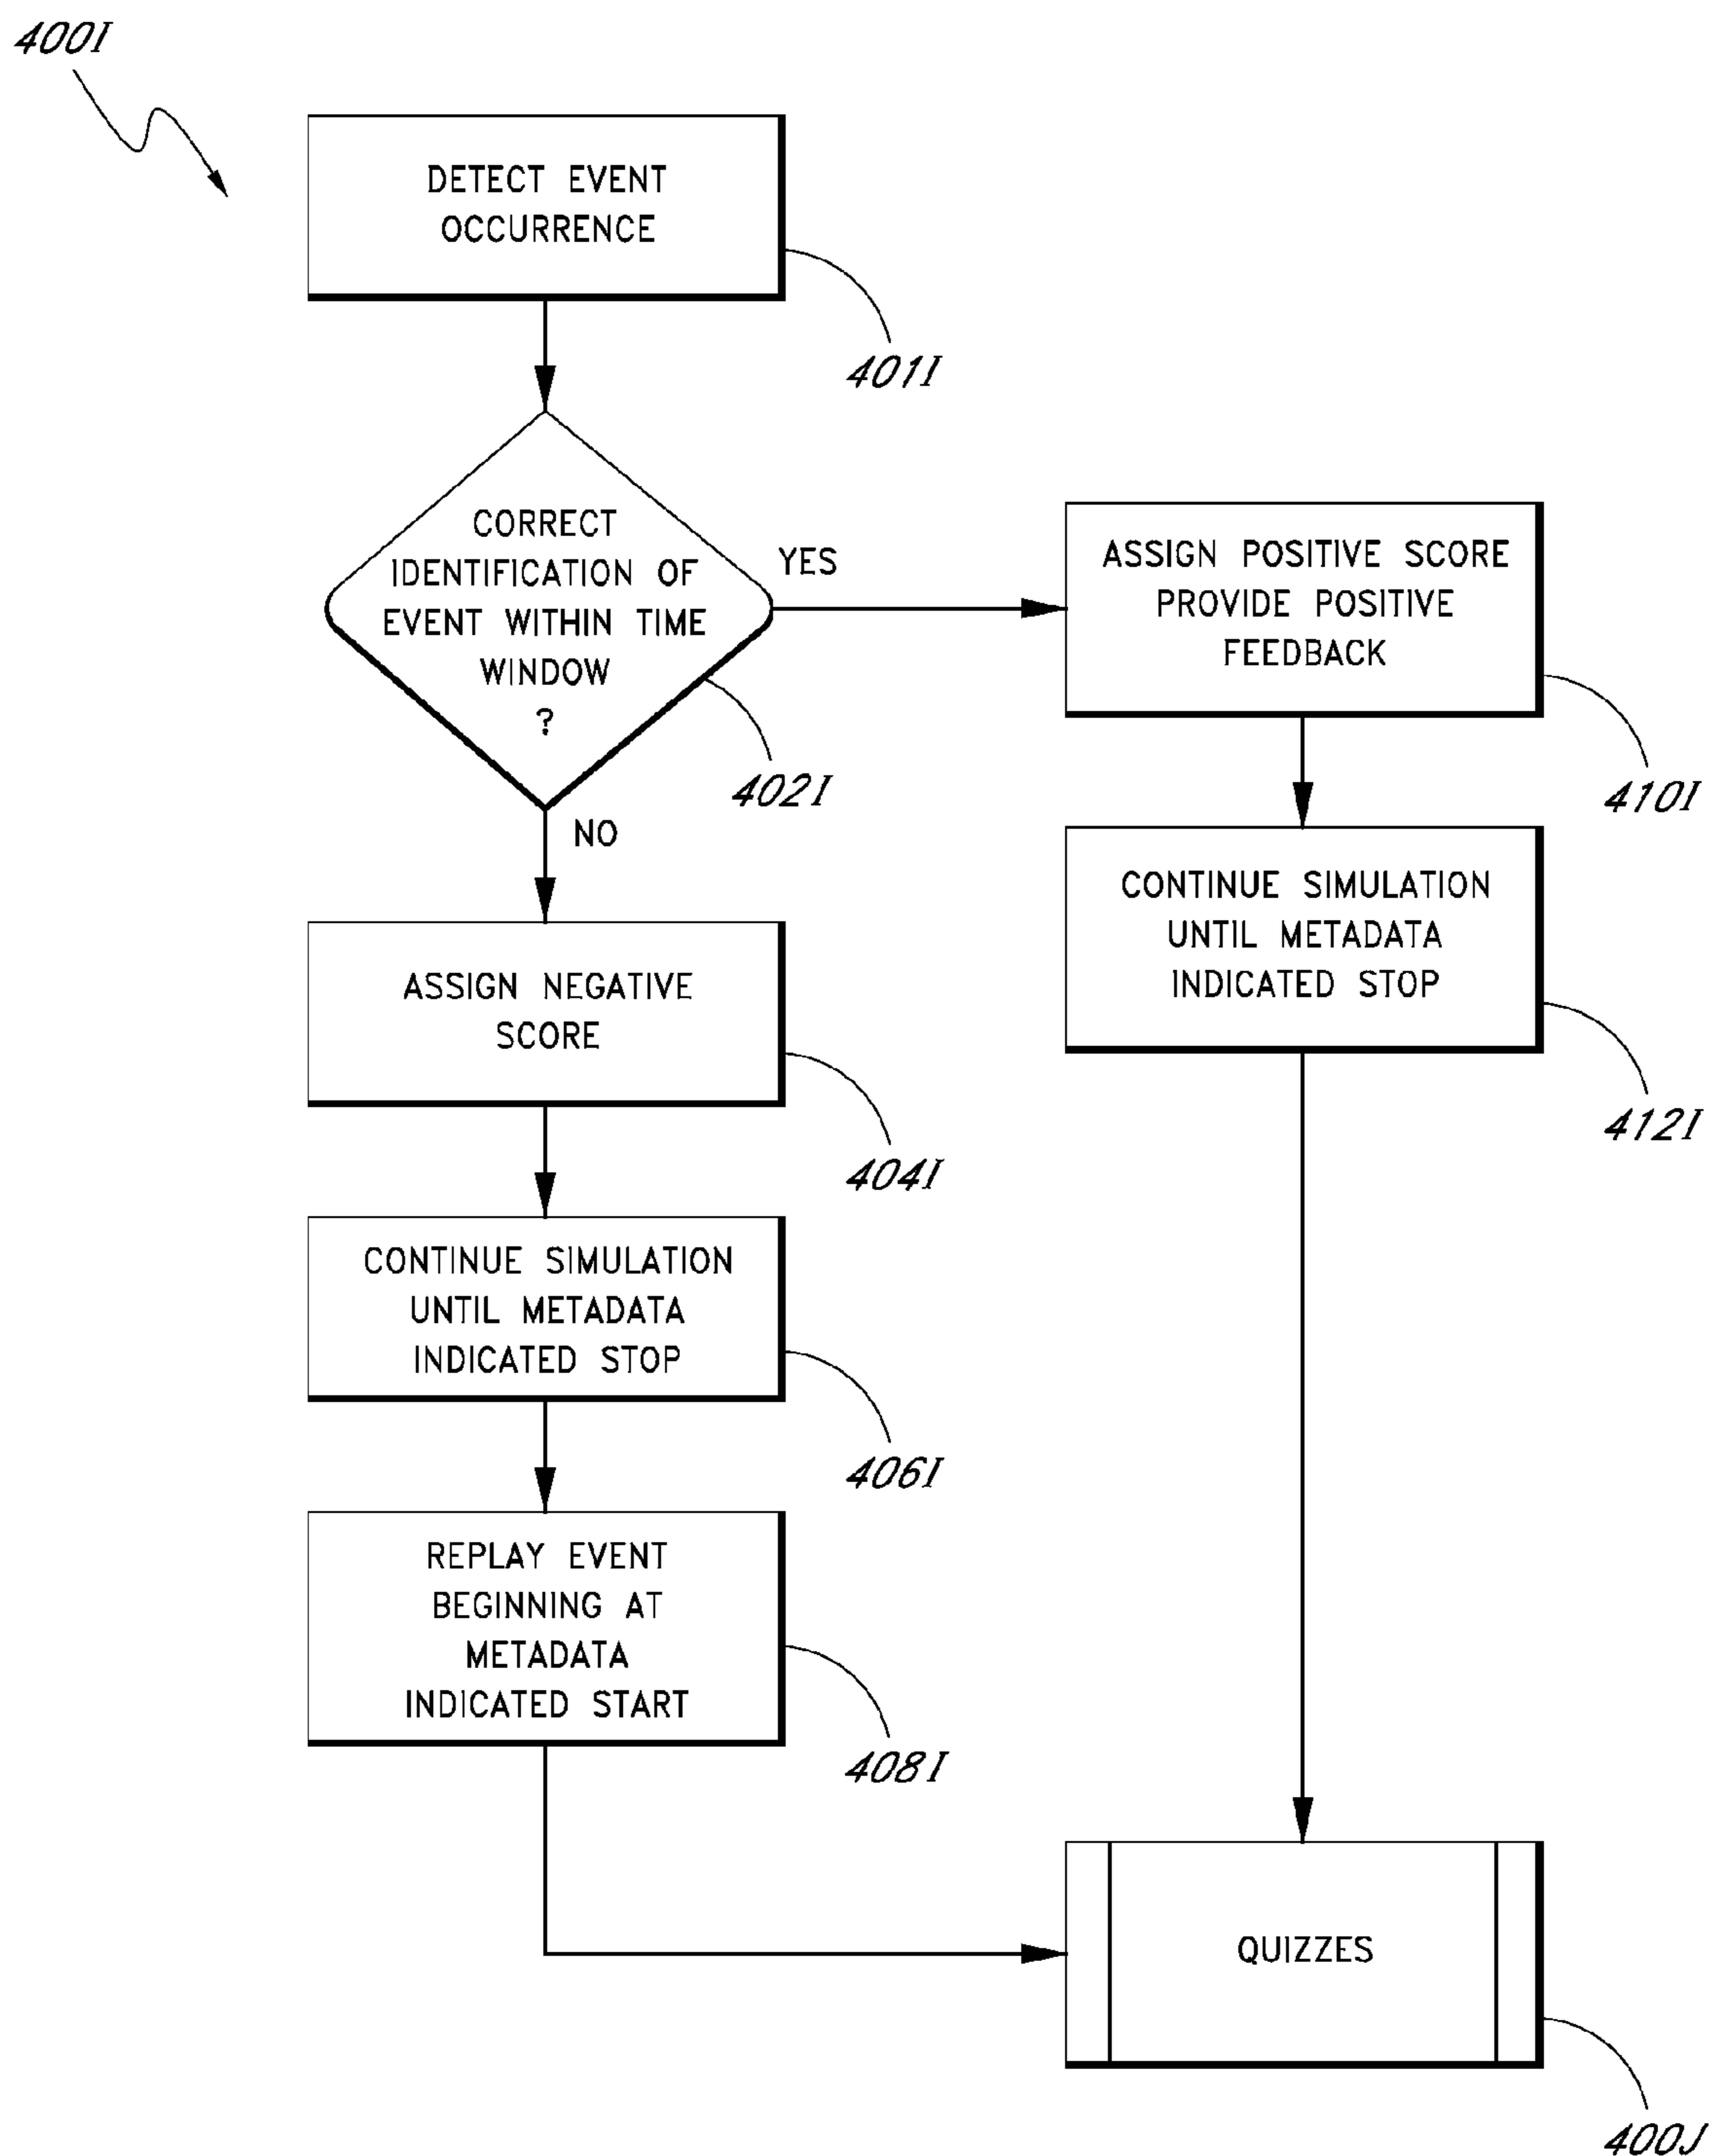 400I
DETECT EVENT
OCCURRENCE
401I
CORRECT
IDENTIFICATION OF
EVENT WITHIN TIME
WINDOW
?
402I
YES
NO
ASSIGN POSITIVE SCORE
PROVIDE POSITIVE
FEEDBACK
410I
CONTINUE SIMULATION
UNTIL METADATA
INDICATED STOP
412I
ASSIGN NEGATIVE
SCORE
404I
CONTINUE SIMULATION
UNTIL METADATA
INDICATED STOP
406I
REPLAY EVENT
BEGINNING AT
METADATA
INDICATED START
408I
QUIZZES
400J